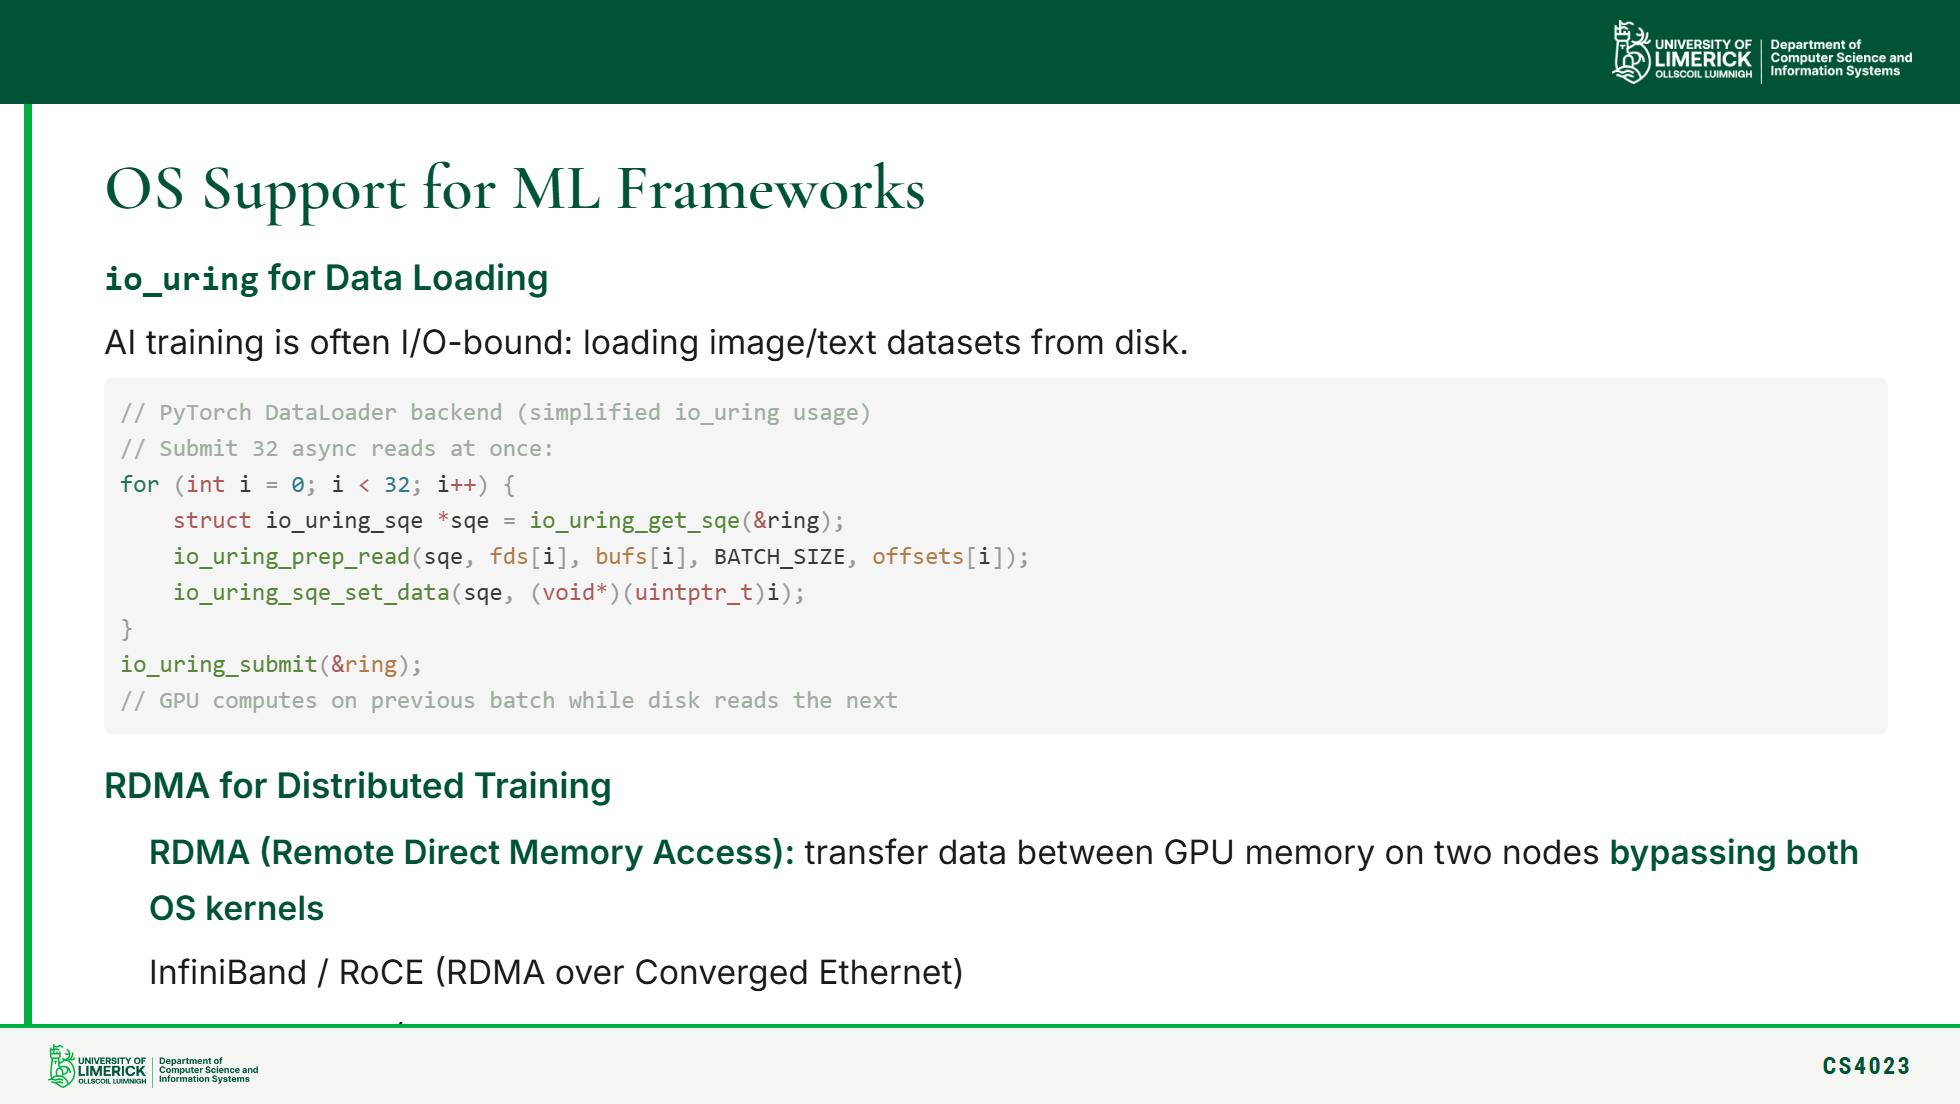 UNIVERSITY OF
LIMERICK
OLLSCOIL LUIMNIGH
Department of
Computer Science and
Information Systems
OS Support for ML Frameworks
io_uring for Data Loading
AI training is often I/O-bound: loading image/text datasets from disk.
// PyTorch DataLoader backend (simplified io_uring usage)
// Submit 32 async reads at once:
for (int i = 0; i < 32; i++) {
    struct io_uring_sqe *sqe = io_uring_get_sqe(&ring);
    io_uring_prep_read(sqe, fds[i], bufs[i], BATCH_SIZE, offsets[i]);
    io_uring_sqe_set_data(sqe, (void*)(uintptr_t)i);
}
io_uring_submit(&ring);
// GPU computes on previous batch while disk reads the next
RDMA for Distributed Training
RDMA (Remote Direct Memory Access): transfer data between GPU memory on two nodes bypassing both
OS kernels
InfiniBand / RoCE (RDMA over Converged Ethernet)
UNIVERSITY OF
LIMERICK
OLLSCOIL LUIMNIGH
Department of
Computer Science and
Information Systems
CS4023